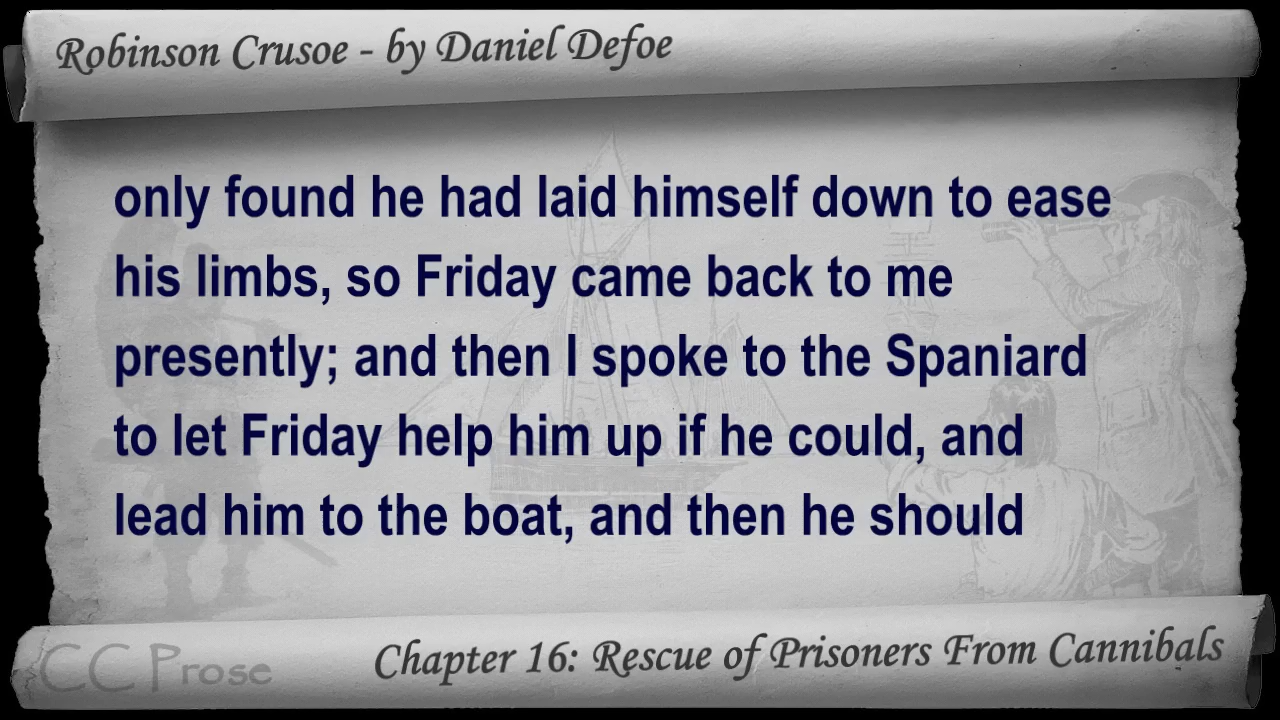 Robinson Crusoe - by Daniel Defoe
only found he had laid himself down to ease
his limbs, so Friday came back to me
presently; and then I spoke to the Spaniard
to let Friday help him up if he could, and
lead him to the boat, and then he should
CC Prose
Chapter 16: Rescue of Prisoners From Cannibals